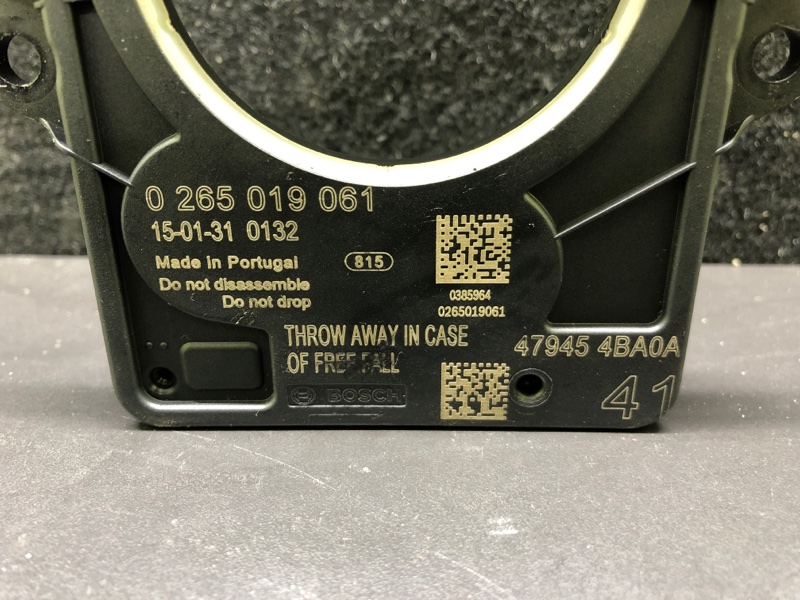 0 265 019 061
15-01-31 0132
Made in Portugal 815
Do not disassemble
Do not drop
0385964
0265019061
THROW AWAY IN CASE
OF FREE FALL
BOSCH
47945 4BA0A
41